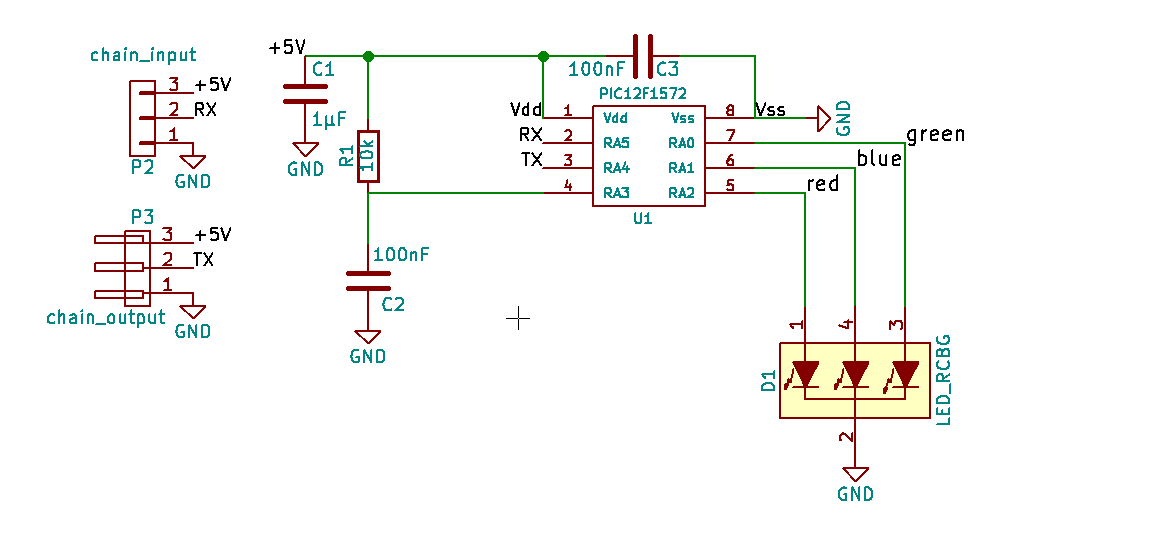 chain_input
3 +5V
2 RX
1
P2
GND
P3
3 +5V
2 TX
1
chain_output
GND
+5V
C1
1µF
GND
R1
10k
100nF
C2
GND
100nF C3
PIC12F1572
Vdd 1 Vdd Vss 8 Vss
RX 2 RA5 RA0 7
TX 3 RA4 RA1 6
4 RA3 RA2 5
U1
GND
green
blue
red
1 4 3
D1
LED_RCBG
2
GND